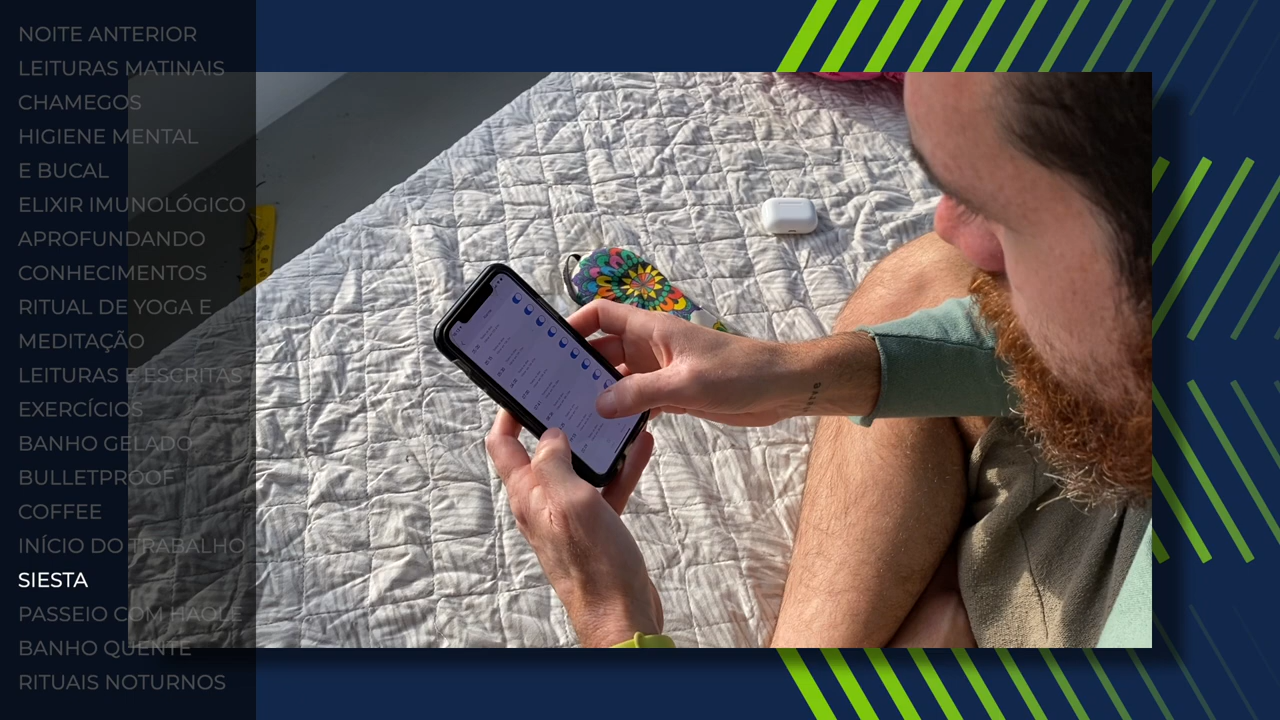 NOITE ANTERIOR
LEITURAS MATINAIS
CHAMEGOS
HIGIENE MENTAL
E BUCAL
ELIXIR IMUNOLÓGICO
APROFUNDANDO
CONHECIMENTOS
RITUAL DE YOGA E
MEDITAÇÃO
LEITURAS E ESCRITAS
EXERCÍCIOS
BANHO GELADO
BULLETPROOF
COFFEE
INÍCIO DO TRABALHO
SIESTA
PASSEIO COM HAOLE
BANHO QUENTE
RITUAIS NOTURNOS